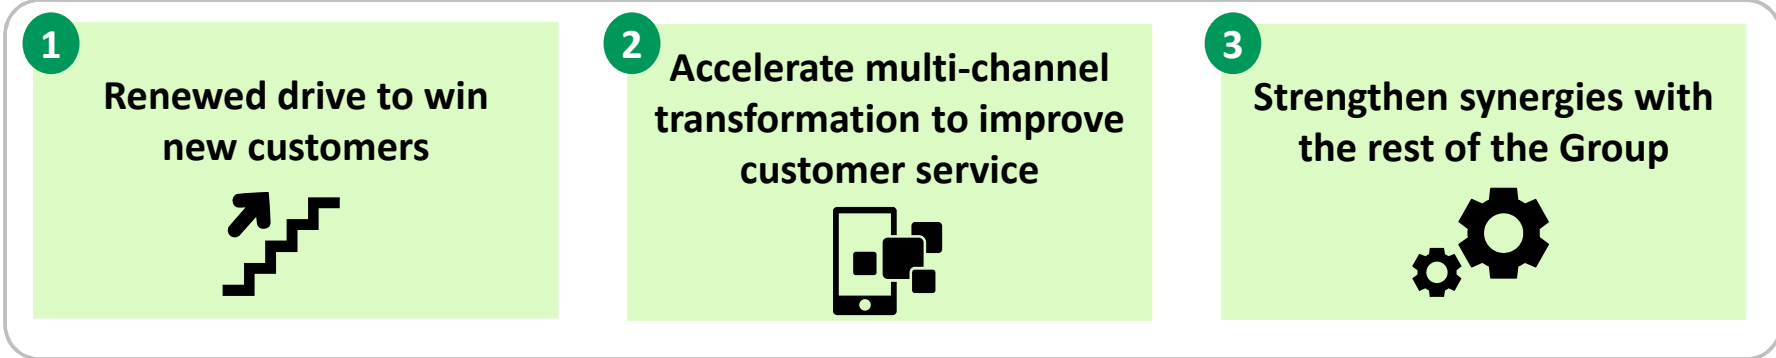 1
Renewed drive to win
new customers
2
Accelerate multi-channel
transformation to improve
customer service
3
Strengthen synergies with
the rest of the Group